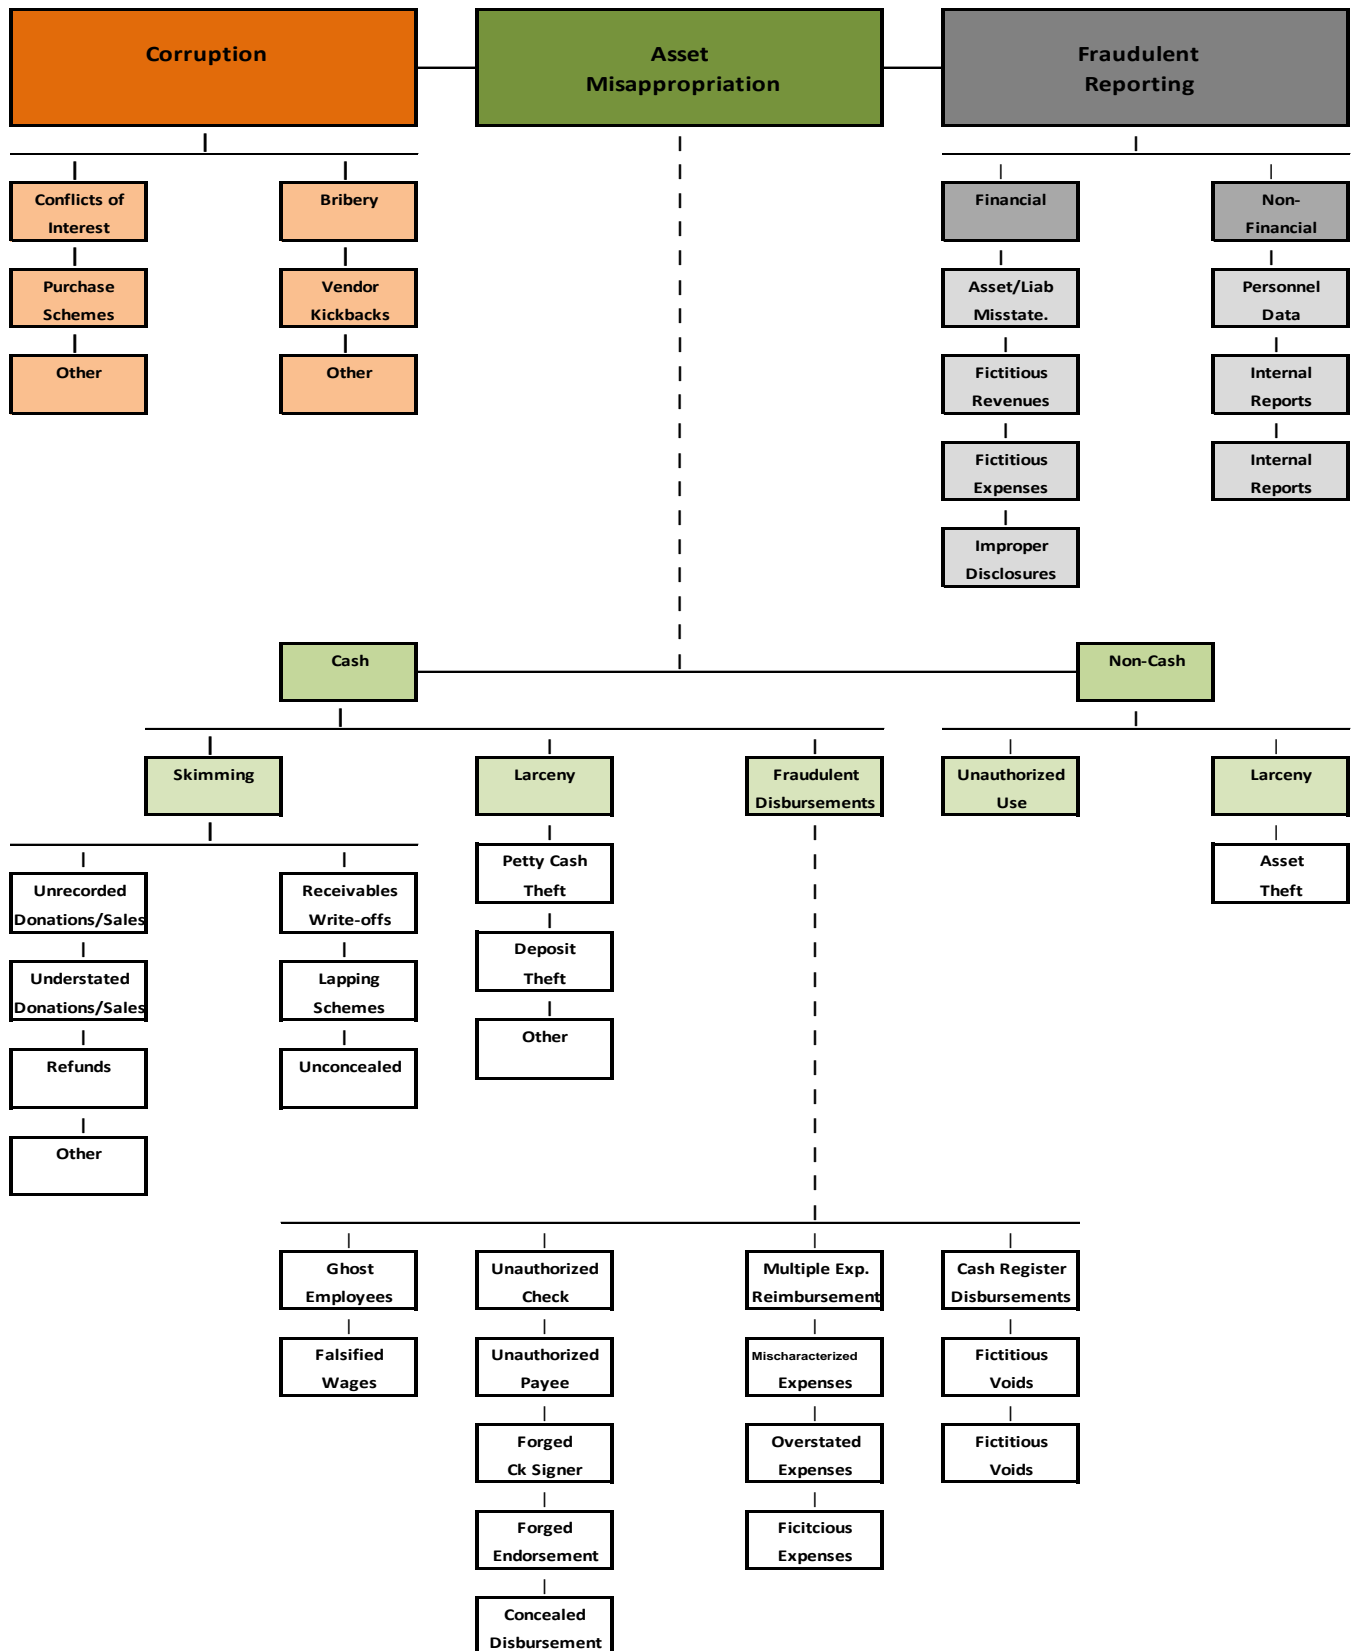 Corruption
Asset
Misappropriation
Fraudulent
Reporting
Conflicts of
Interest
Purchase
Schemes
Other
Bribery
Vendor
Kickbacks
Other
Financial
Asset/Liab
Misstate.
Fictitious
Revenues
Fictitious
Expenses
Improper
Disclosures
Non-
Financial
Personnel
Data
Internal
Reports
Internal
Reports
Cash
Non-Cash
Skimming
Unrecorded
Donations/Sales
Understated
Donations/Sales
Refunds
Other
Receivables
Write-offs
Lapping
Schemes
Unconcealed
Larceny
Petty Cash
Theft
Deposit
Theft
Other
Fraudulent
Disbursements
Unauthorized
Use
Larceny
Asset
Theft
Ghost
Employees
Falsified
Wages
Unauthorized
Check
Unauthorized
Payee
Forged
Ck Signer
Forged
Endorsement
Concealed
Disbursement
Multiple Exp.
Reimbursement
Mischaracterized
Expenses
Overstated
Expenses
Ficitcious
Expenses
Cash Register
Disbursements
Fictitious
Voids
Fictitious
Voids